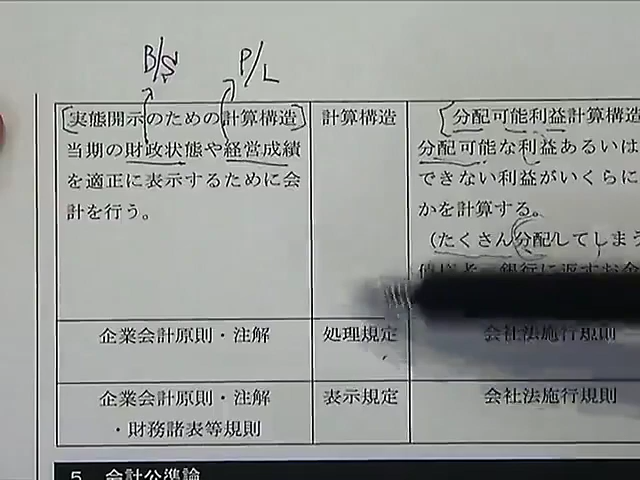 B/S P/L
実態開示のための計算構造
当期の財政状態や経営成績
を適正に表示するために会
計を行う。
計算構造
分配可能利益計算構造
分配可能な利益あるいは
できない利益がいくらに
かを計算する。
(たくさん分配してしまう
企業会計原則・注解
処理規定
会社法施行規則
企業会計原則・注解
・財務諸表等規則
表示規定
会社法施行規則
5 会計公準論